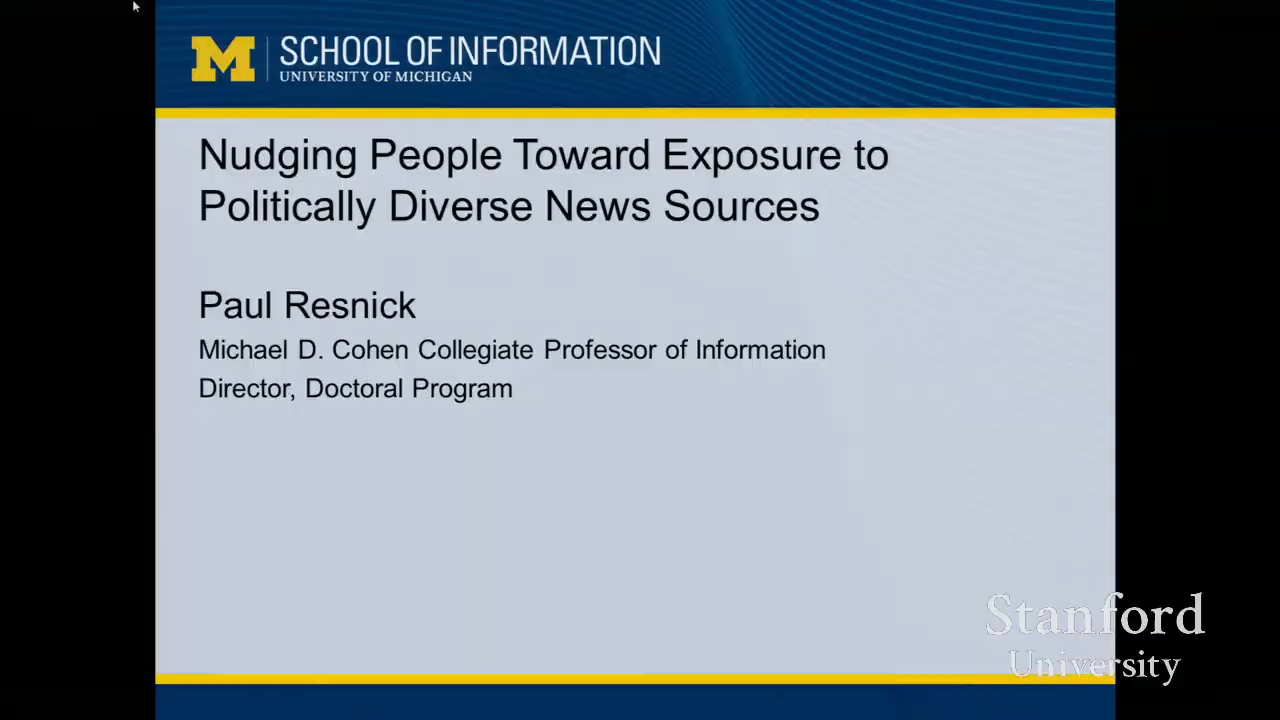 M
SCHOOL OF INFORMATION
UNIVERSITY OF MICHIGAN
Nudging People Toward Exposure to
Politically Diverse News Sources
Paul Resnick
Michael D. Cohen Collegiate Professor of Information
Director, Doctoral Program
Stanford
University